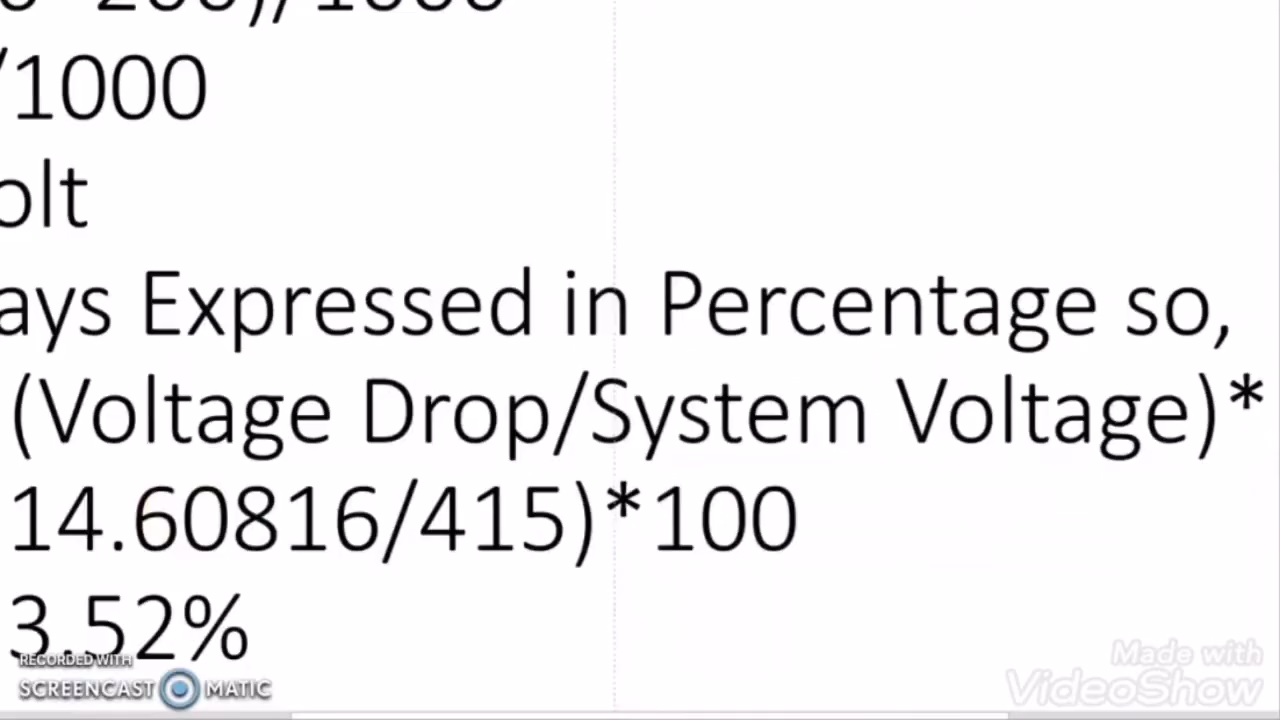 /1000
olt
ays Expressed in Percentage so,
(Voltage Drop/System Voltage)*
14.60816/415)*100
3.52%
RECORDED WITH
SCREENCAST MATIC
Made with
VideoShow